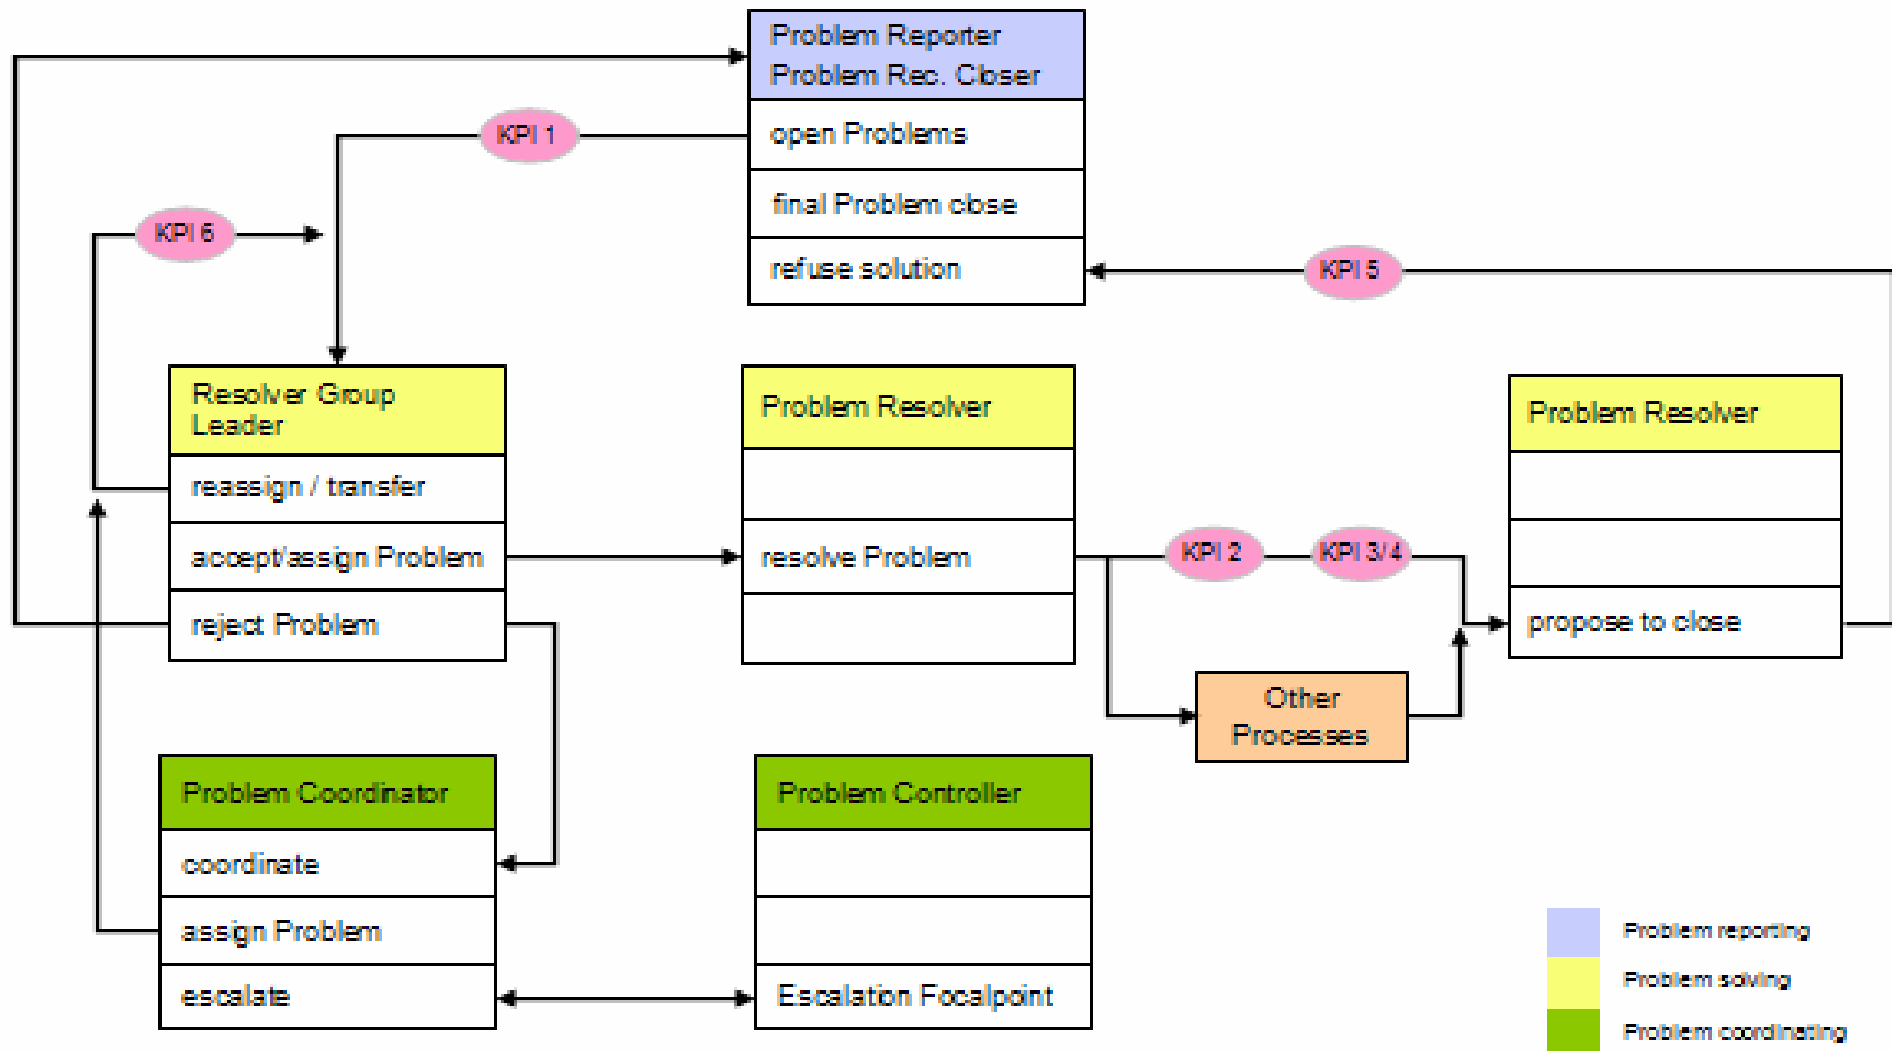 Problem Reporter
Problem Rec. Closer
open Problems
final Problem close
refuse solution
KPI 1
KPI 6
KPI 5
Resolver Group
Leader
reassign / transfer
accept/assign Problem
reject Problem
Problem Resolver
resolve Problem
KPI 2
KPI 3/4
Problem Resolver
propose to close
Other
Processes
Problem Coordinator
coordinate
assign Problem
escalate
Problem Controller
Escalation Focalpoint
Problem reporting
Problem solving
Problem coordinating